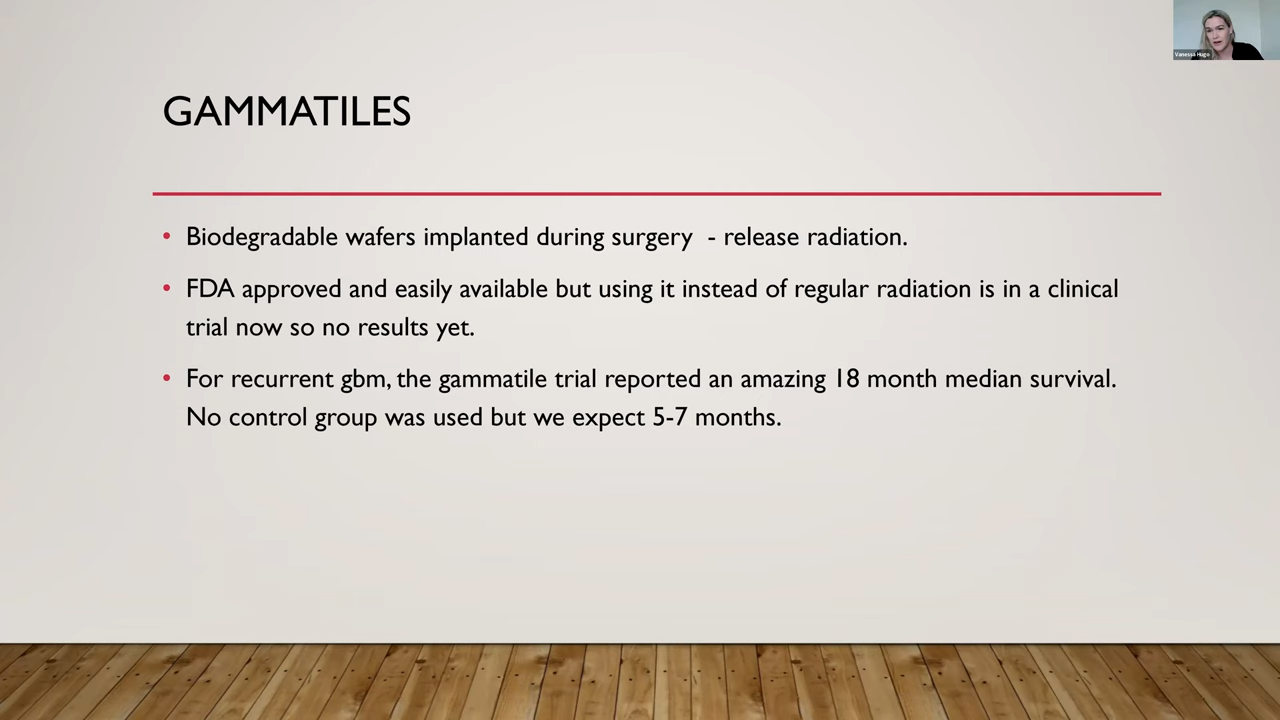 Vanessa Hugo
GAMMATILES
• Biodegradable wafers implanted during surgery - release radiation.
• FDA approved and easily available but using it instead of regular radiation is in a clinical
trial now so no results yet.
• For recurrent gbm, the gammatile trial reported an amazing 18 month median survival.
No control group was used but we expect 5-7 months.